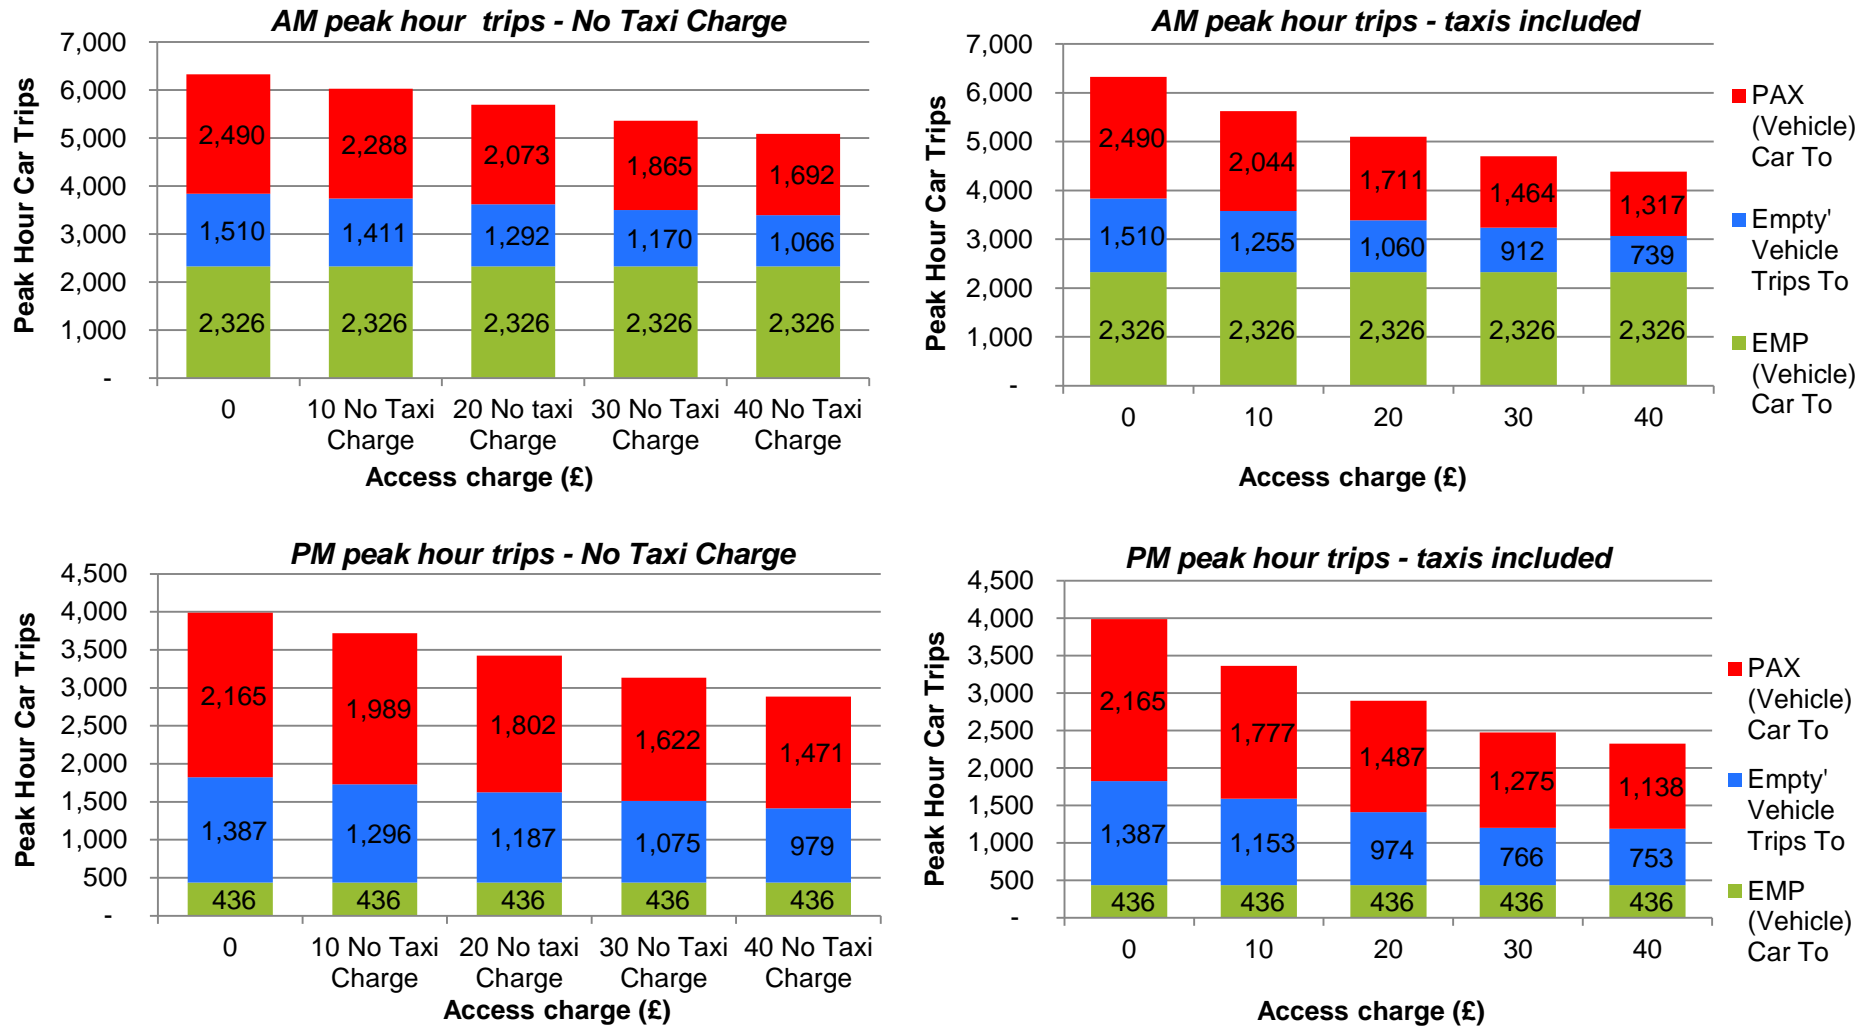 AM peak hour trips - No Taxi Charge
7,000
6,000
5,000
4,000
3,000
2,000
1,000
-
Peak Hour Car Trips
2,490
2,288
2,073
1,865
1,692
1,510
1,411
1,292
1,170
1,066
2,326
2,326
2,326
2,326
2,326
0
10 No Taxi
Charge
20 No taxi
Charge
30 No Taxi
Charge
40 No Taxi
Charge
Access charge (£)
AM peak hour trips - taxis included
7,000
6,000
5,000
4,000
3,000
2,000
1,000
-
Peak Hour Car Trips
2,490
2,044
1,711
1,464
1,317
1,510
1,255
1,060
912
739
2,326
2,326
2,326
2,326
2,326
0
10
20
30
40
Access charge (£)
PAX
(Vehicle)
Car To
Empty'
Vehicle
Trips To
EMP
(Vehicle)
Car To
PM peak hour trips - No Taxi Charge
4,500
4,000
3,500
3,000
2,500
2,000
1,500
1,000
500
-
Peak Hour Car Trips
2,165
1,989
1,802
1,622
1,471
1,387
1,296
1,187
1,075
979
436
436
436
436
436
0
10 No Taxi
Charge
20 No taxi
Charge
30 No Taxi
Charge
40 No Taxi
Charge
Access charge (£)
PM peak hour trips - taxis included
4,500
4,000
3,500
3,000
2,500
2,000
1,500
1,000
500
-
Peak Hour Car Trips
2,165
1,777
1,487
1,275
1,138
1,387
1,153
974
766
753
436
436
436
436
436
0
10
20
30
40
Access charge (£)
PAX
(Vehicle)
Car To
Empty'
Vehicle
Trips To
EMP
(Vehicle)
Car To